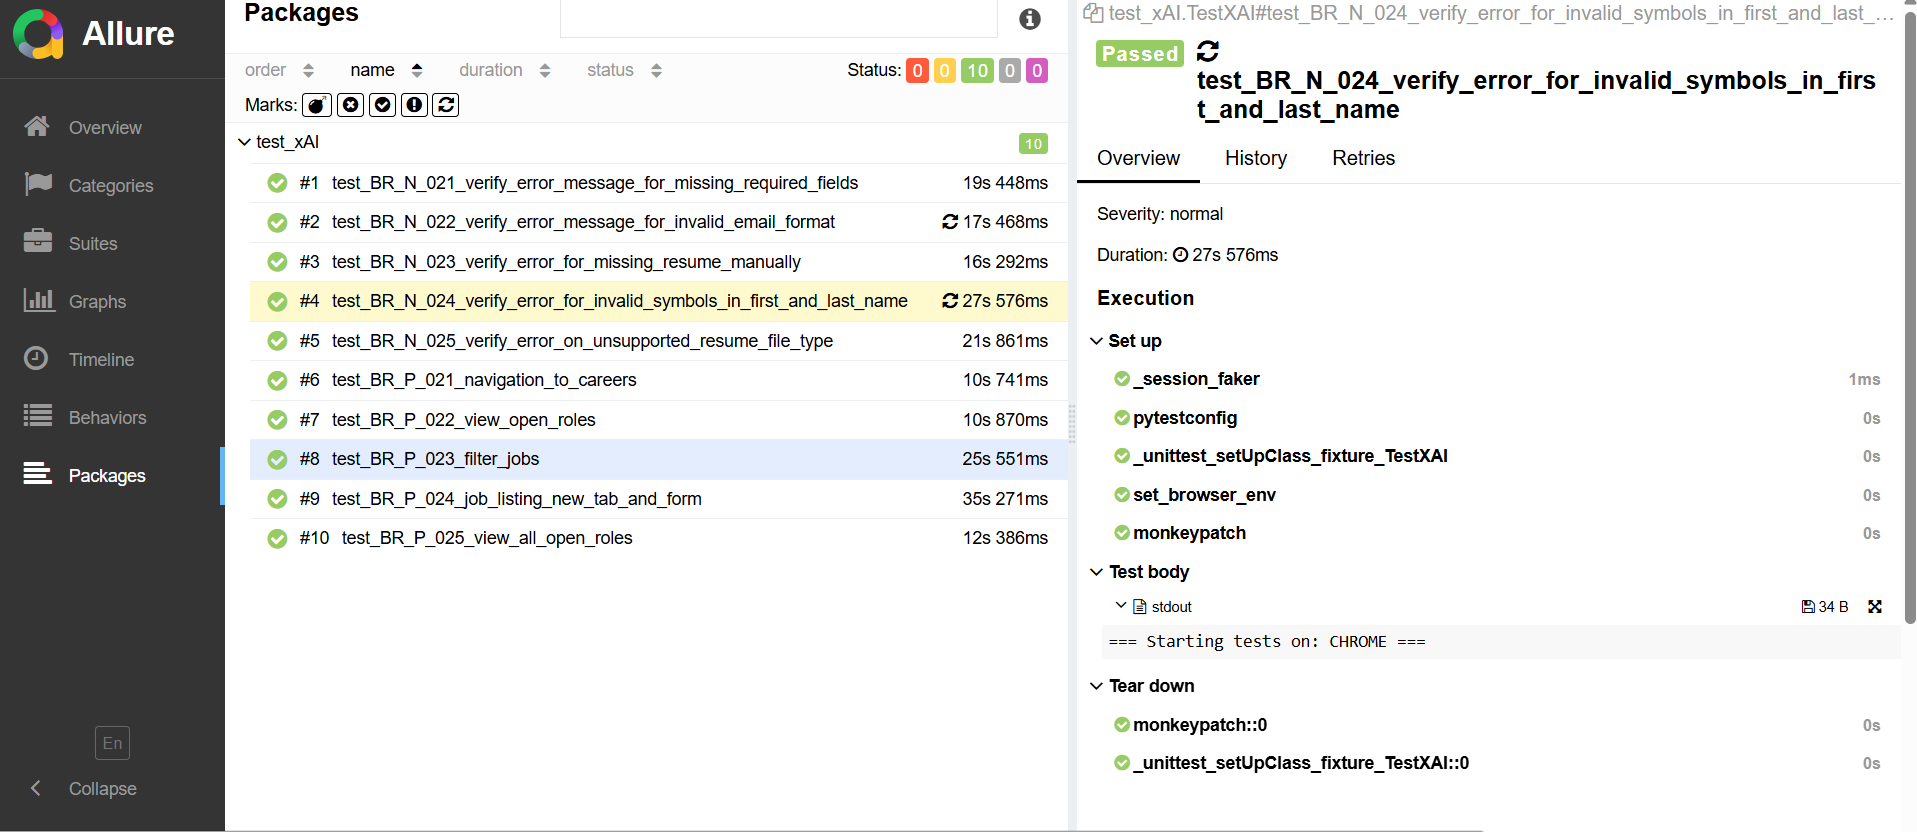 Allure
Overview
Categories
Suites
Graphs
Timeline
Behaviors
Packages
En
Collapse
Packages
order name duration status Status: 0 0 10 0 0
Marks:
test_xAI 10
#1 test_BR_N_021_verify_error_message_for_missing_required_fields 19s 448ms
#2 test_BR_N_022_verify_error_message_for_invalid_email_format 17s 468ms
#3 test_BR_N_023_verify_error_for_missing_resume_manually 16s 292ms
#4 test_BR_N_024_verify_error_for_invalid_symbols_in_first_and_last_name 27s 576ms
#5 test_BR_N_025_verify_error_on_unsupported_resume_file_type 21s 861ms
#6 test_BR_P_021_navigation_to_careers 10s 741ms
#7 test_BR_P_022_view_open_roles 10s 870ms
#8 test_BR_P_023_filter_jobs 25s 551ms
#9 test_BR_P_024_job_listing_new_tab_and_form 35s 271ms
#10 test_BR_P_025_view_all_open_roles 12s 386ms
test_xAI.TestXAI#test_BR_N_024_verify_error_for_invalid_symbols_in_first_and_last_...
Passed
test_BR_N_024_verify_error_for_invalid_symbols_in_firs
t_and_last_name
Overview History Retries
Severity: normal
Duration: 27s 576ms
Execution
Set up
_session_faker 1ms
pytestconfig 0s
_unittest_setUpClass_fixture_TestXAI 0s
set_browser_env 0s
monkeypatch 0s
Test body
stdout 34 B
=== Starting tests on: CHROME ===
Tear down
monkeypatch::0 0s
_unittest_setUpClass_fixture_TestXAI::0 0s